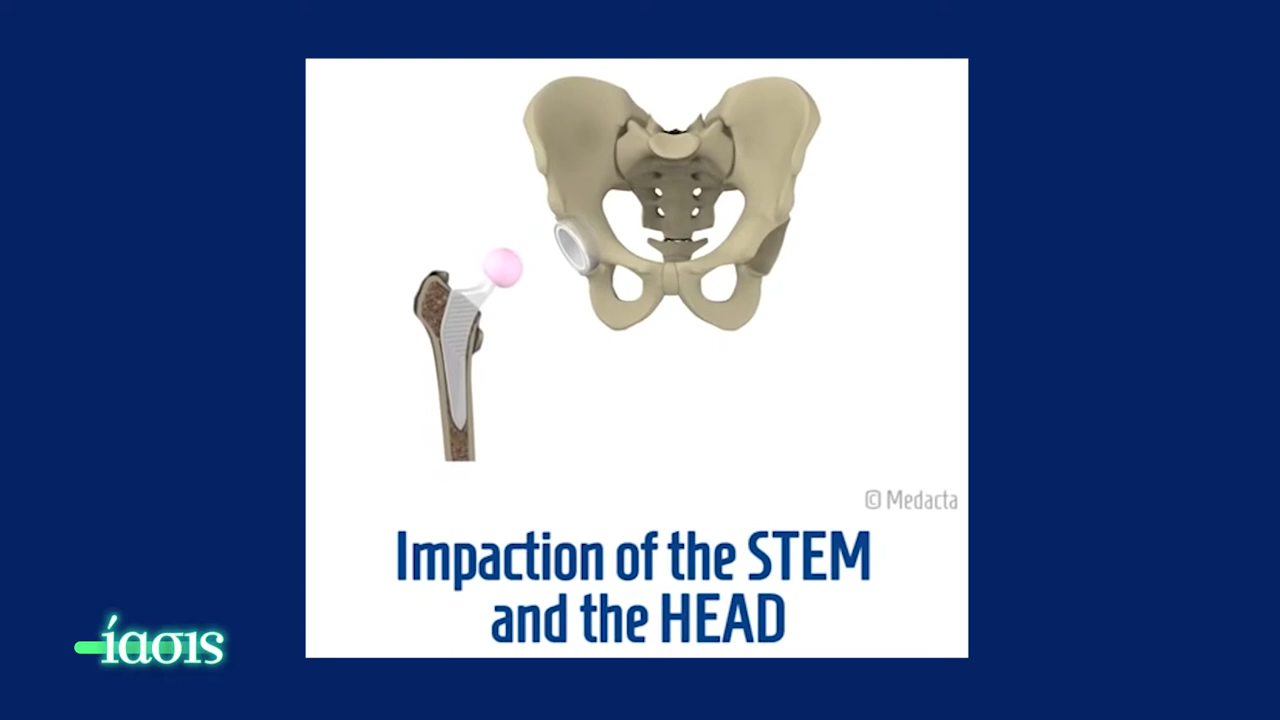 © Medacta
Impaction of the STEM
and the HEAD
ίασις